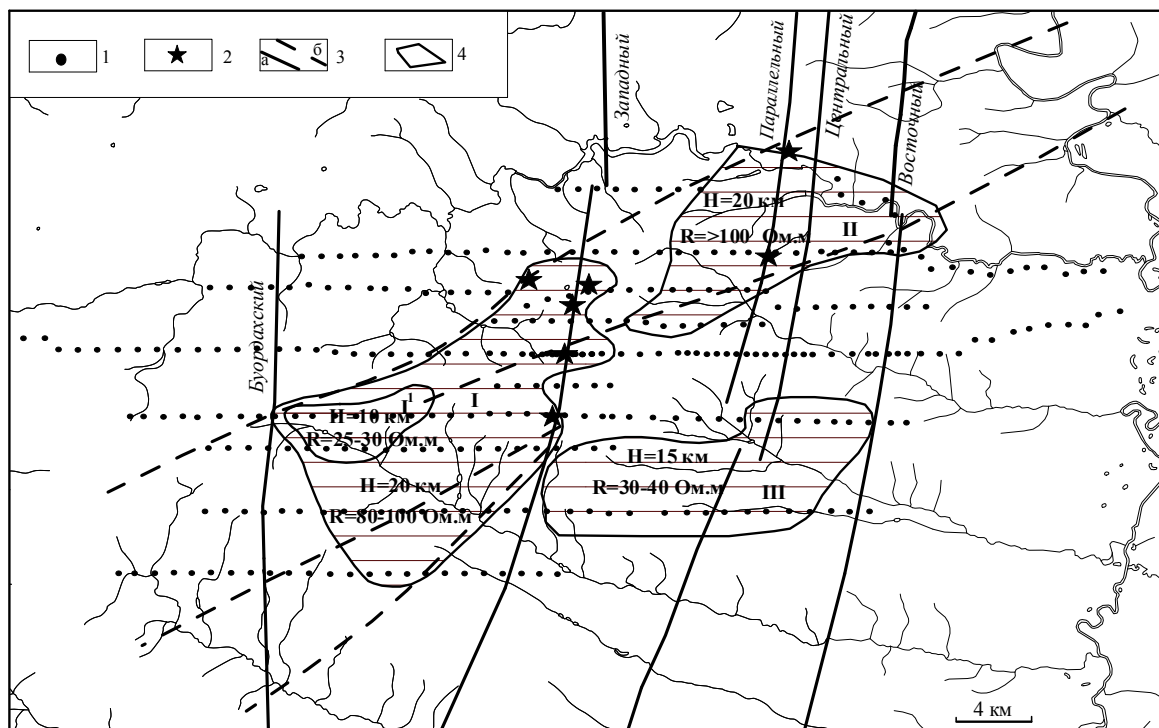 1
2
а
б
3
4
Западный
Параллельный
Центральный
Восточный
Буордахский
H=20 км
R=>100 Ом.м
II
I¹
I
H=10 км
R=25-30 Ом.м
H=20 км
R=80-100 Ом.м
H=15 км
R=30-40 Ом.м
III
4 км